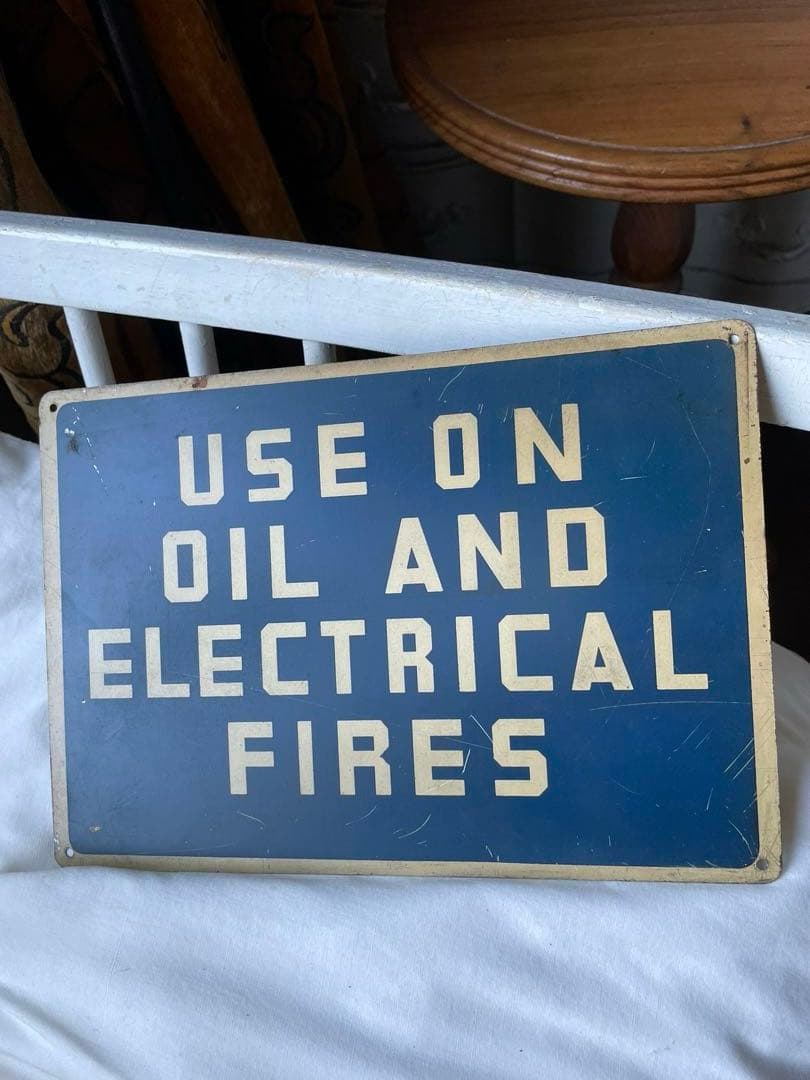 USE ON
OIL AND
ELECTRICAL
FIRES